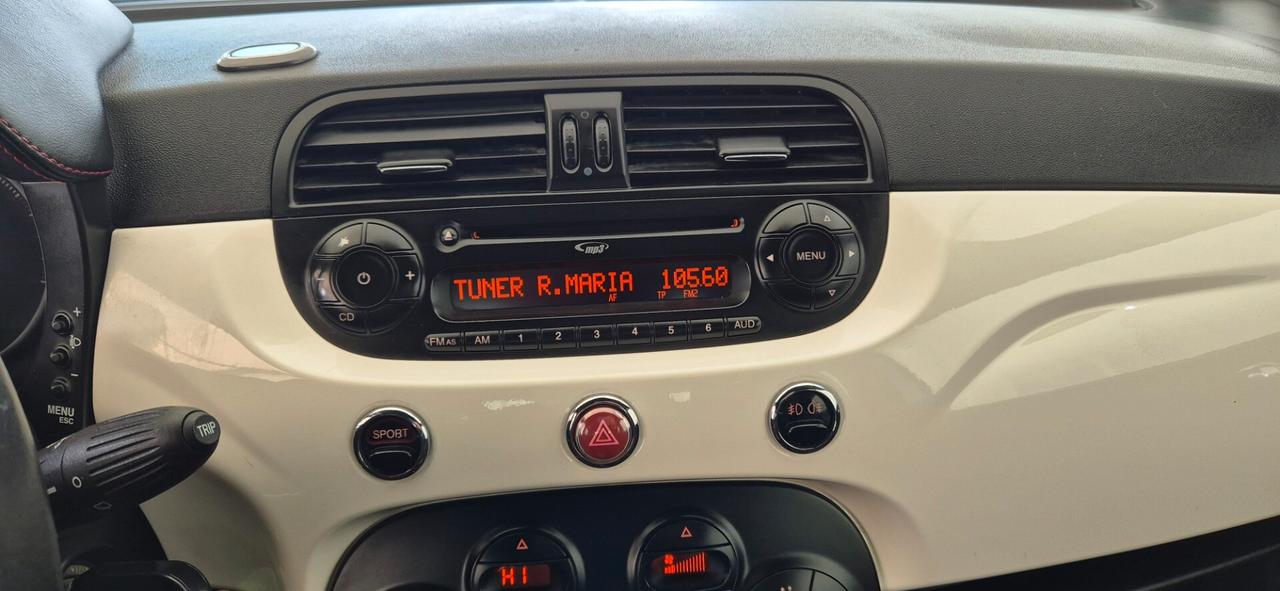 mp3
MENU
TUNER R.MARIA 105.60
AF TP FM2
CD
FM AS AM 1 2 3 4 5 6 AUD
MENU
ESC
TRIP
0
SPORT
HI